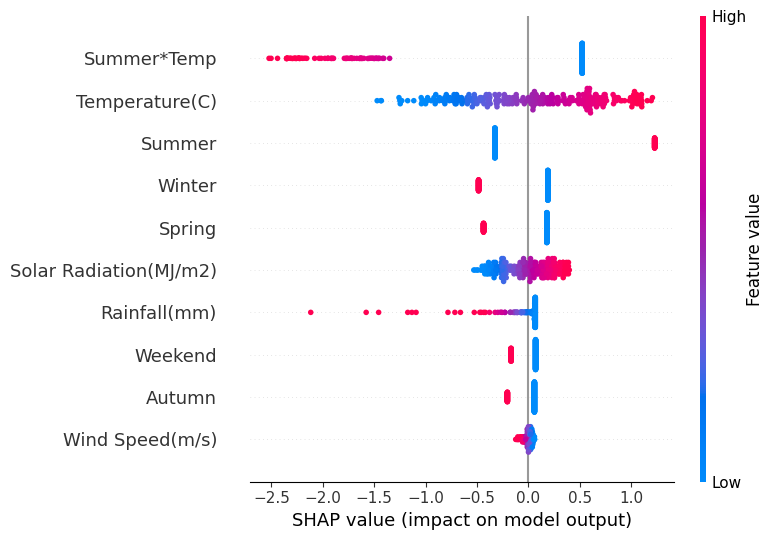 High
Summer*Temp
Temperature(C)
Summer
Winter
Spring
Solar Radiation(MJ/m2)
Rainfall(mm)
Weekend
Autumn
Wind Speed(m/s)
Feature value
Low
−2.5 −2.0 −1.5 −1.0 −0.5 0.0 0.5 1.0
SHAP value (impact on model output)